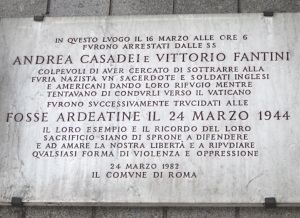 IN QVESTO LVOGO IL 16 MARZO ALLE ORE 6
FVRONO ARRESTATI DALLE SS
ANDREA CASADEI E VITTORIO FANTINI
COLPEVOLI DI AVER CERCATO DI SOTTRARRE ALLA
FVRIA NAZISTA VN SACERDOTE E SOLDATI INGLESI
E AMERICANI DANDO LORO RIFVGIO MENTRE
TENTAVANO DI CONDVRLI VERSO IL VATICANO
FVRONO SVCCESSIVAMENTE TRVCIDATI ALLE
FOSSE ARDEATINE IL 24 MARZO 1944
IL LORO ESEMPIO E IL RICORDO DEL LORO
SACRIFICIO SIANO DI SPRONE A DIFENDERE
E AD AMARE LA NOSTRA LIBERTÀ E A RIPVDIARE
QVALSIASI FORMA DI VIOLENZA E OPPRESSIONE
24 MARZO 1982
IL COMVNE DI ROMA